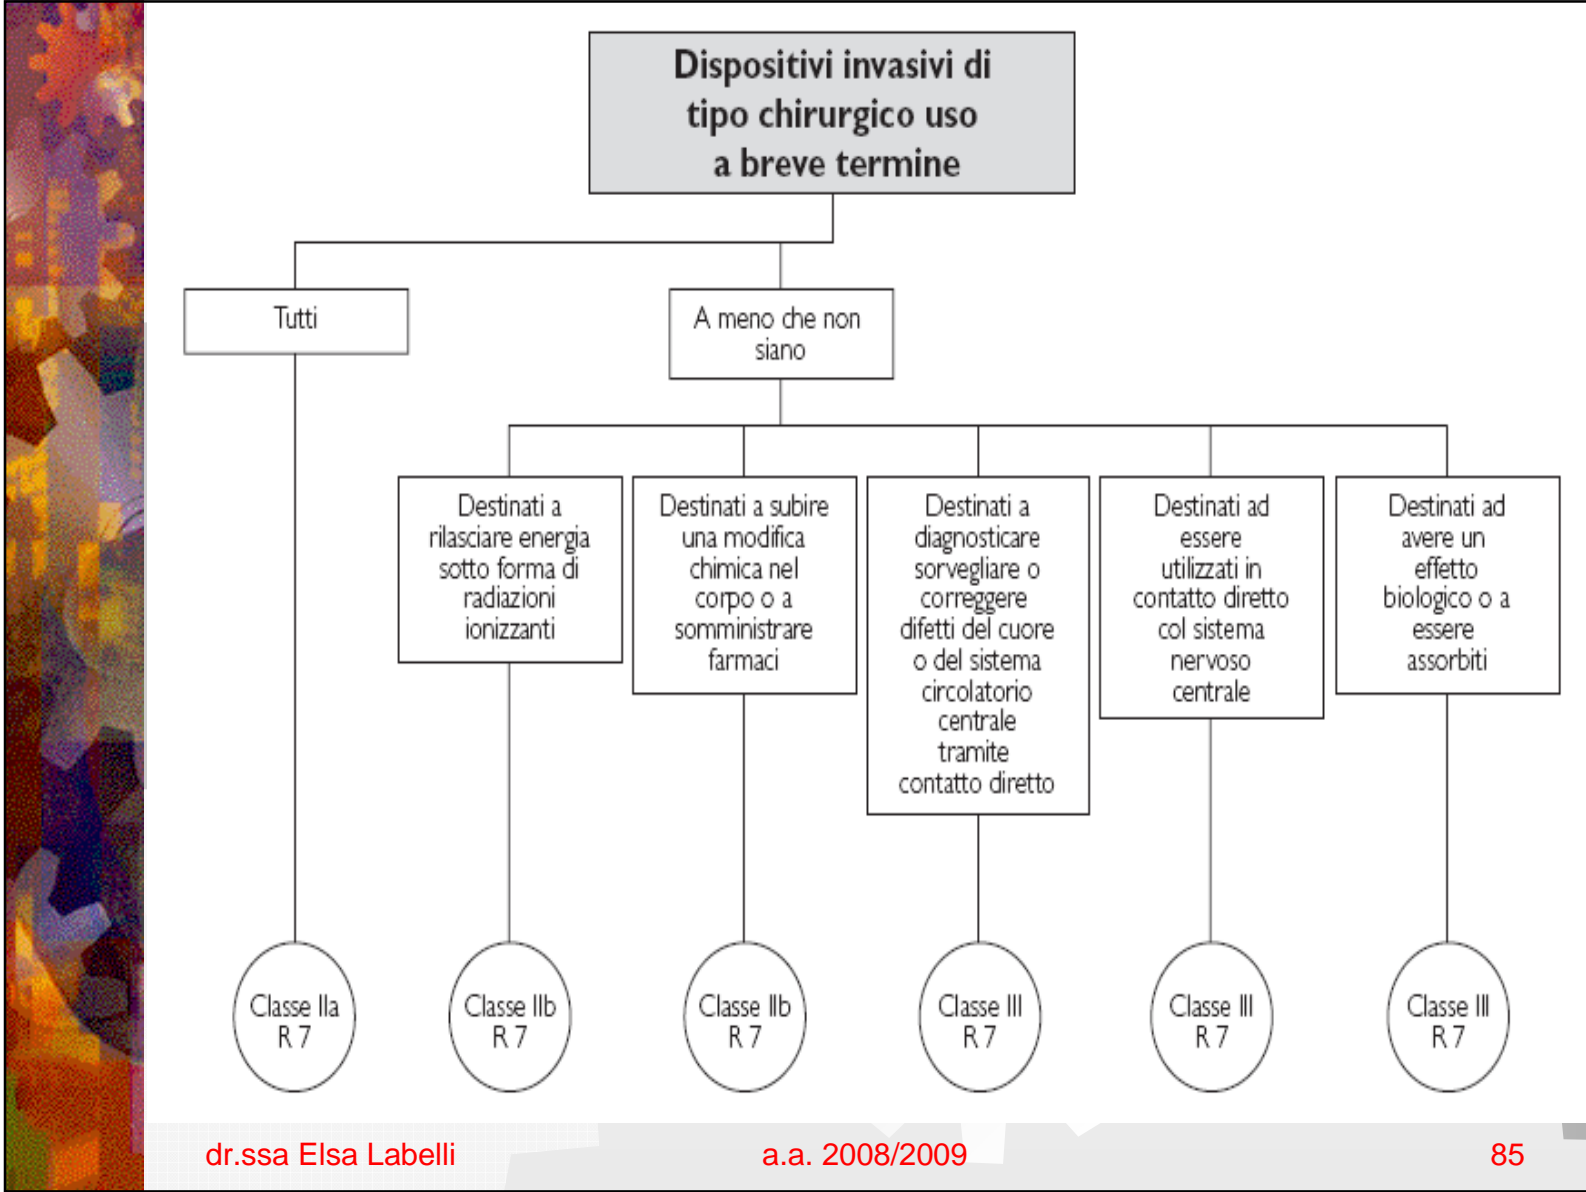 Dispositivi invasivi di
tipo chirurgico uso
a breve termine
Tutti
A meno che non
siano
Destinati a
rilasciare energia
sotto forma di
radiazioni
ionizzanti
Destinati a subire
una modifica
chimica nel
corpo o a
somministrare
farmaci
Destinati a
diagnosticare
sorvegliare o
correggere
difetti del cuore
o del sistema
circolatorio
centrale
tramite
contatto diretto
Destinati ad
essere
utilizzati in
contatto diretto
col sistema
nervoso
centrale
Destinati ad
avere un
effetto
biologico o a
essere
assorbiti
Classe IIa
R 7
Classe IIb
R 7
Classe IIb
R 7
Classe III
R 7
Classe III
R 7
Classe III
R 7
dr.ssa Elsa Labelli
a.a. 2008/2009
85